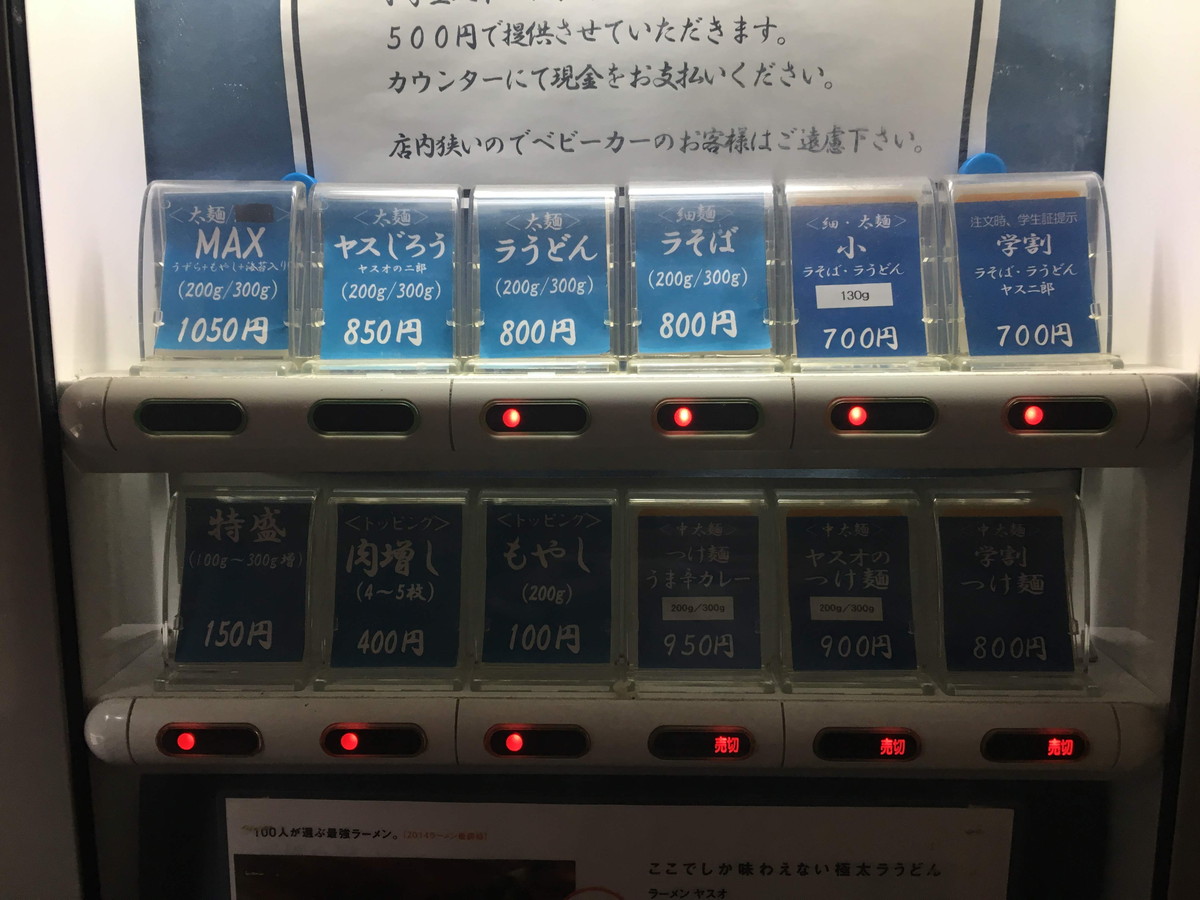 500円で提供させていただきます。
カウンターにて現金をお支払いください。
店内狭いのでベビーカーのお客様はご遠慮下さい。
<太麺>
MAX
うずら+もやし+海苔入り
(200g/300g)
1050円
<太麺>
ヤスじろう
ヤスオの二郎
(200g/300g)
850円
<太麺>
ラうどん
(200g/300g)
800円
<細麺>
ラそば
(200g/300g)
800円
<細・太麺>
小
ラそば・ラうどん
130g
700円
注文時、学生証提示
学割
ラそば・ラうどん
ヤス二郎
700円
特盛
(100g～300g増)
150円
<トッピング>
肉増し
(4～5枚)
400円
<トッピング>
もやし
(200g)
100円
<中太麺>
つけ麺
うま辛カレー
200g/300g
950円
<中太麺>
ヤスオの
つけ麺
200g/300g
900円
中太麺
学割
つけ麺
800円
売切
売切
売切
100人が選ぶ最強ラーメン。
ここでしか味わえない極太ラうどん
ラーメン ヤスオ